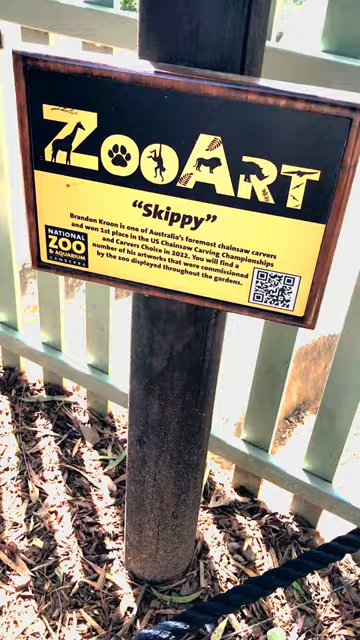 ZOOART
"Skippy"
Brandon Kroon is one of Australia's foremost chainsaw carvers
and won 1st place in the US Chainsaw Carving Championships
and Carvers Choice in 2022. You will find a
number of his artworks that were commissioned
by the zoo displayed throughout the gardens.
NATIONAL
ZOO
& AQUARIUM
CANBERRA